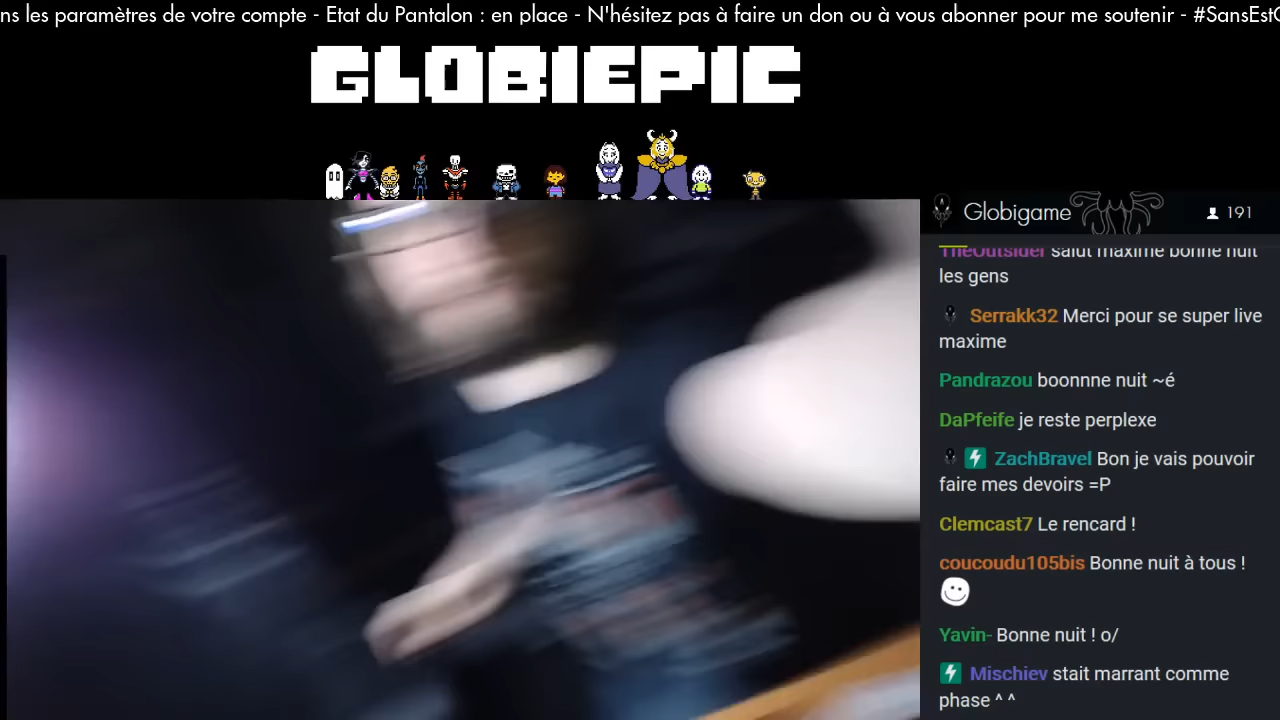 ns les paramètres de votre compte - Etat du Pantalon : en place - N'hésitez pas à faire un don ou à vous abonner pour me soutenir - #SansEst
GLOBIEPIC
Globigame
191
TheOutsider salut maxime bonne nuit
les gens
Serrakk32 Merci pour se super live
maxime
Pandrazou boonnne nuit ~é
DaPfeife je reste perplexe
ZachBravel Bon je vais pouvoir
faire mes devoirs =P
Clemcast7 Le rencard !
coucoudu105bis Bonne nuit à tous !
Yavin- Bonne nuit ! o/
Mischiev stait marrant comme
phase ^ ^